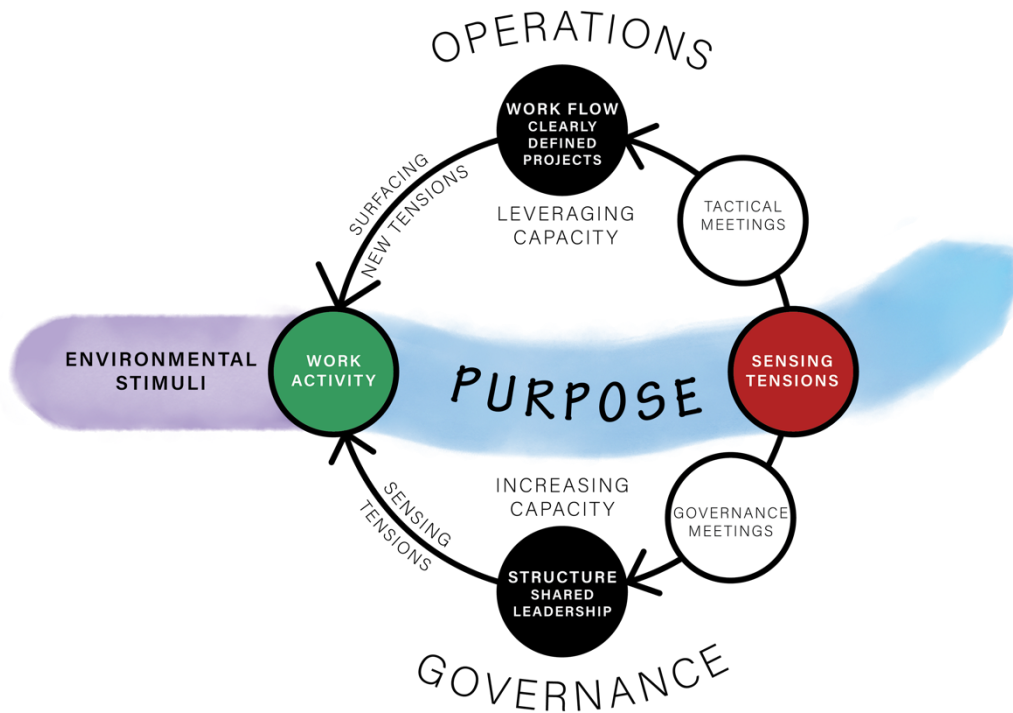 OPERATIONS
WORK FLOW
CLEARLY
DEFINED
PROJECTS
SURFACING
NEW TENSIONS
LEVERAGING
CAPACITY
TACTICAL
MEETINGS
ENVIRONMENTAL
STIMULI
WORK
ACTIVITY
PURPOSE
SENSING
TENSIONS
INCREASING
CAPACITY
SENSING
TENSIONS
GOVERNANCE
MEETINGS
STRUCTURE
SHARED
LEADERSHIP
GOVERNANCE